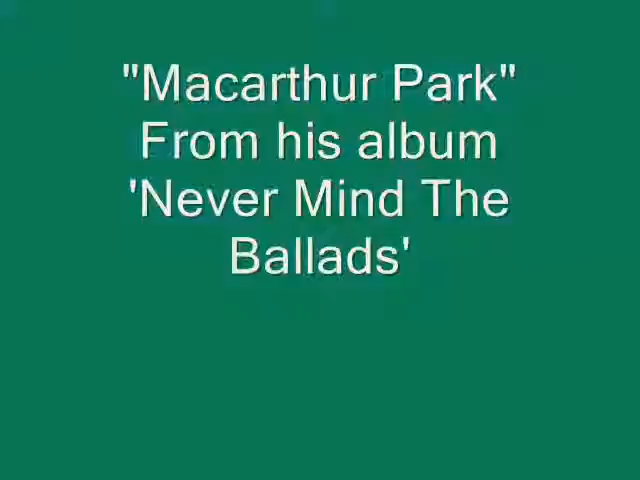 "Macarthur Park"
From his album
'Never Mind The
Ballads'